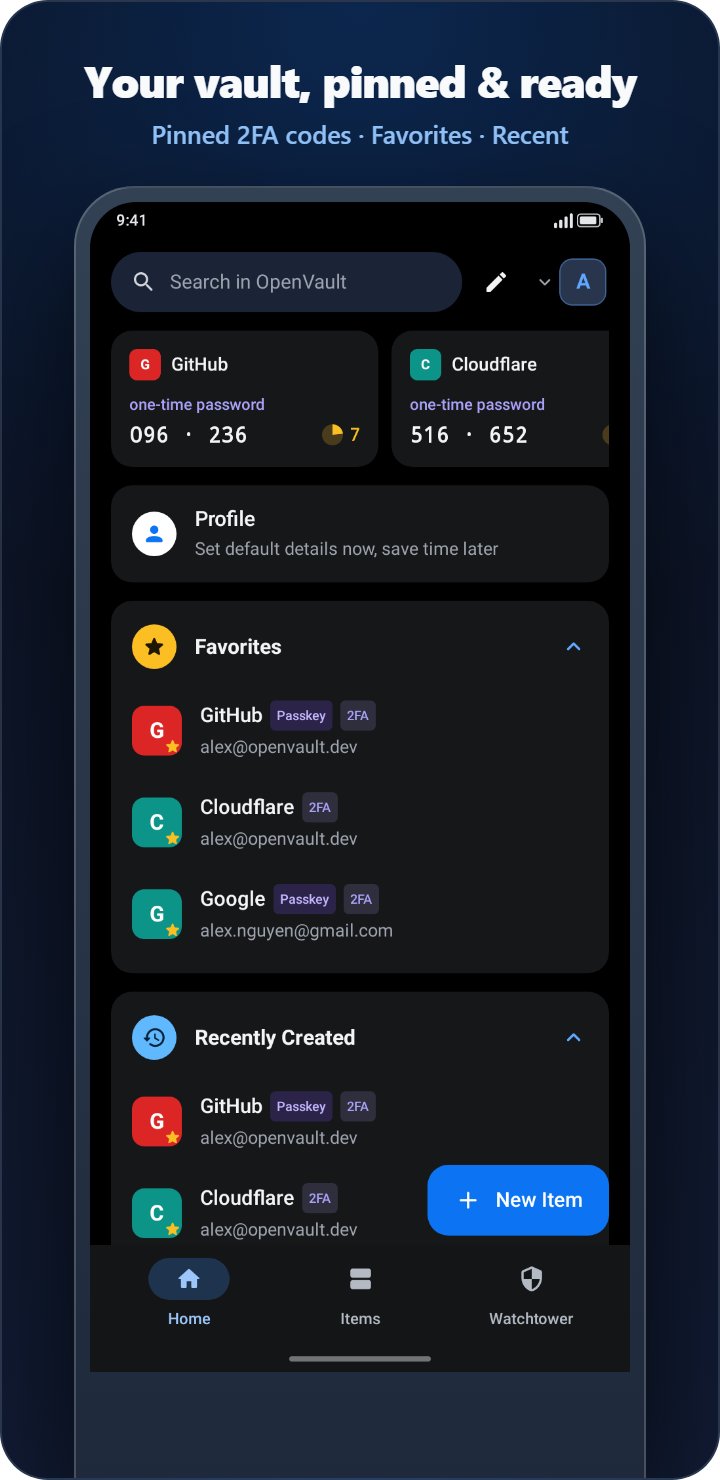 Your vault, pinned & ready
Pinned 2FA codes · Favorites · Recent
9:41
Search in OpenVault
A
G GitHub
one-time password
096 · 236
7
C Cloudflare
one-time password
516 · 652
Profile
Set default details now, save time later
Favorites
G
GitHub Passkey 2FA
alex@openvault.dev
C
Cloudflare 2FA
alex@openvault.dev
G
Google Passkey 2FA
alex.nguyen@gmail.com
Recently Created
G
GitHub Passkey 2FA
alex@openvault.dev
C
Cloudflare 2FA
alex@openvault.dev
+ New Item
Home
Items
Watchtower